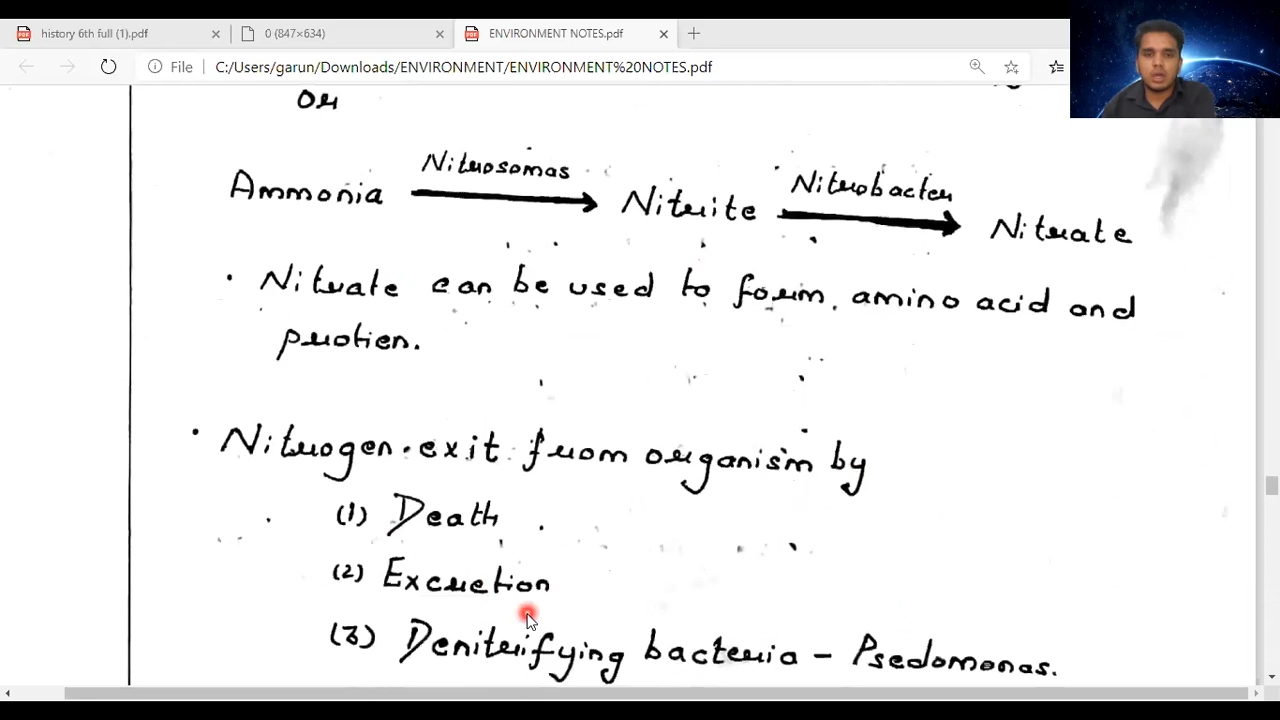 history 6th full (1).pdf
0 (847×634)
ENVIRONMENT NOTES.pdf
File
C:/Users/garun/Downloads/ENVIRONMENT/ENVIRONMENT%20NOTES.pdf
or
Ammonia Nitrosomas Nitrite Nitrobacter Nitrate
• Nitrate can be used to form amino acid and
protien.
• Nitrogen exit from organism by
(1) Death
(2) Excretion
(3) Denitrifying bacteria - Psedomonas.